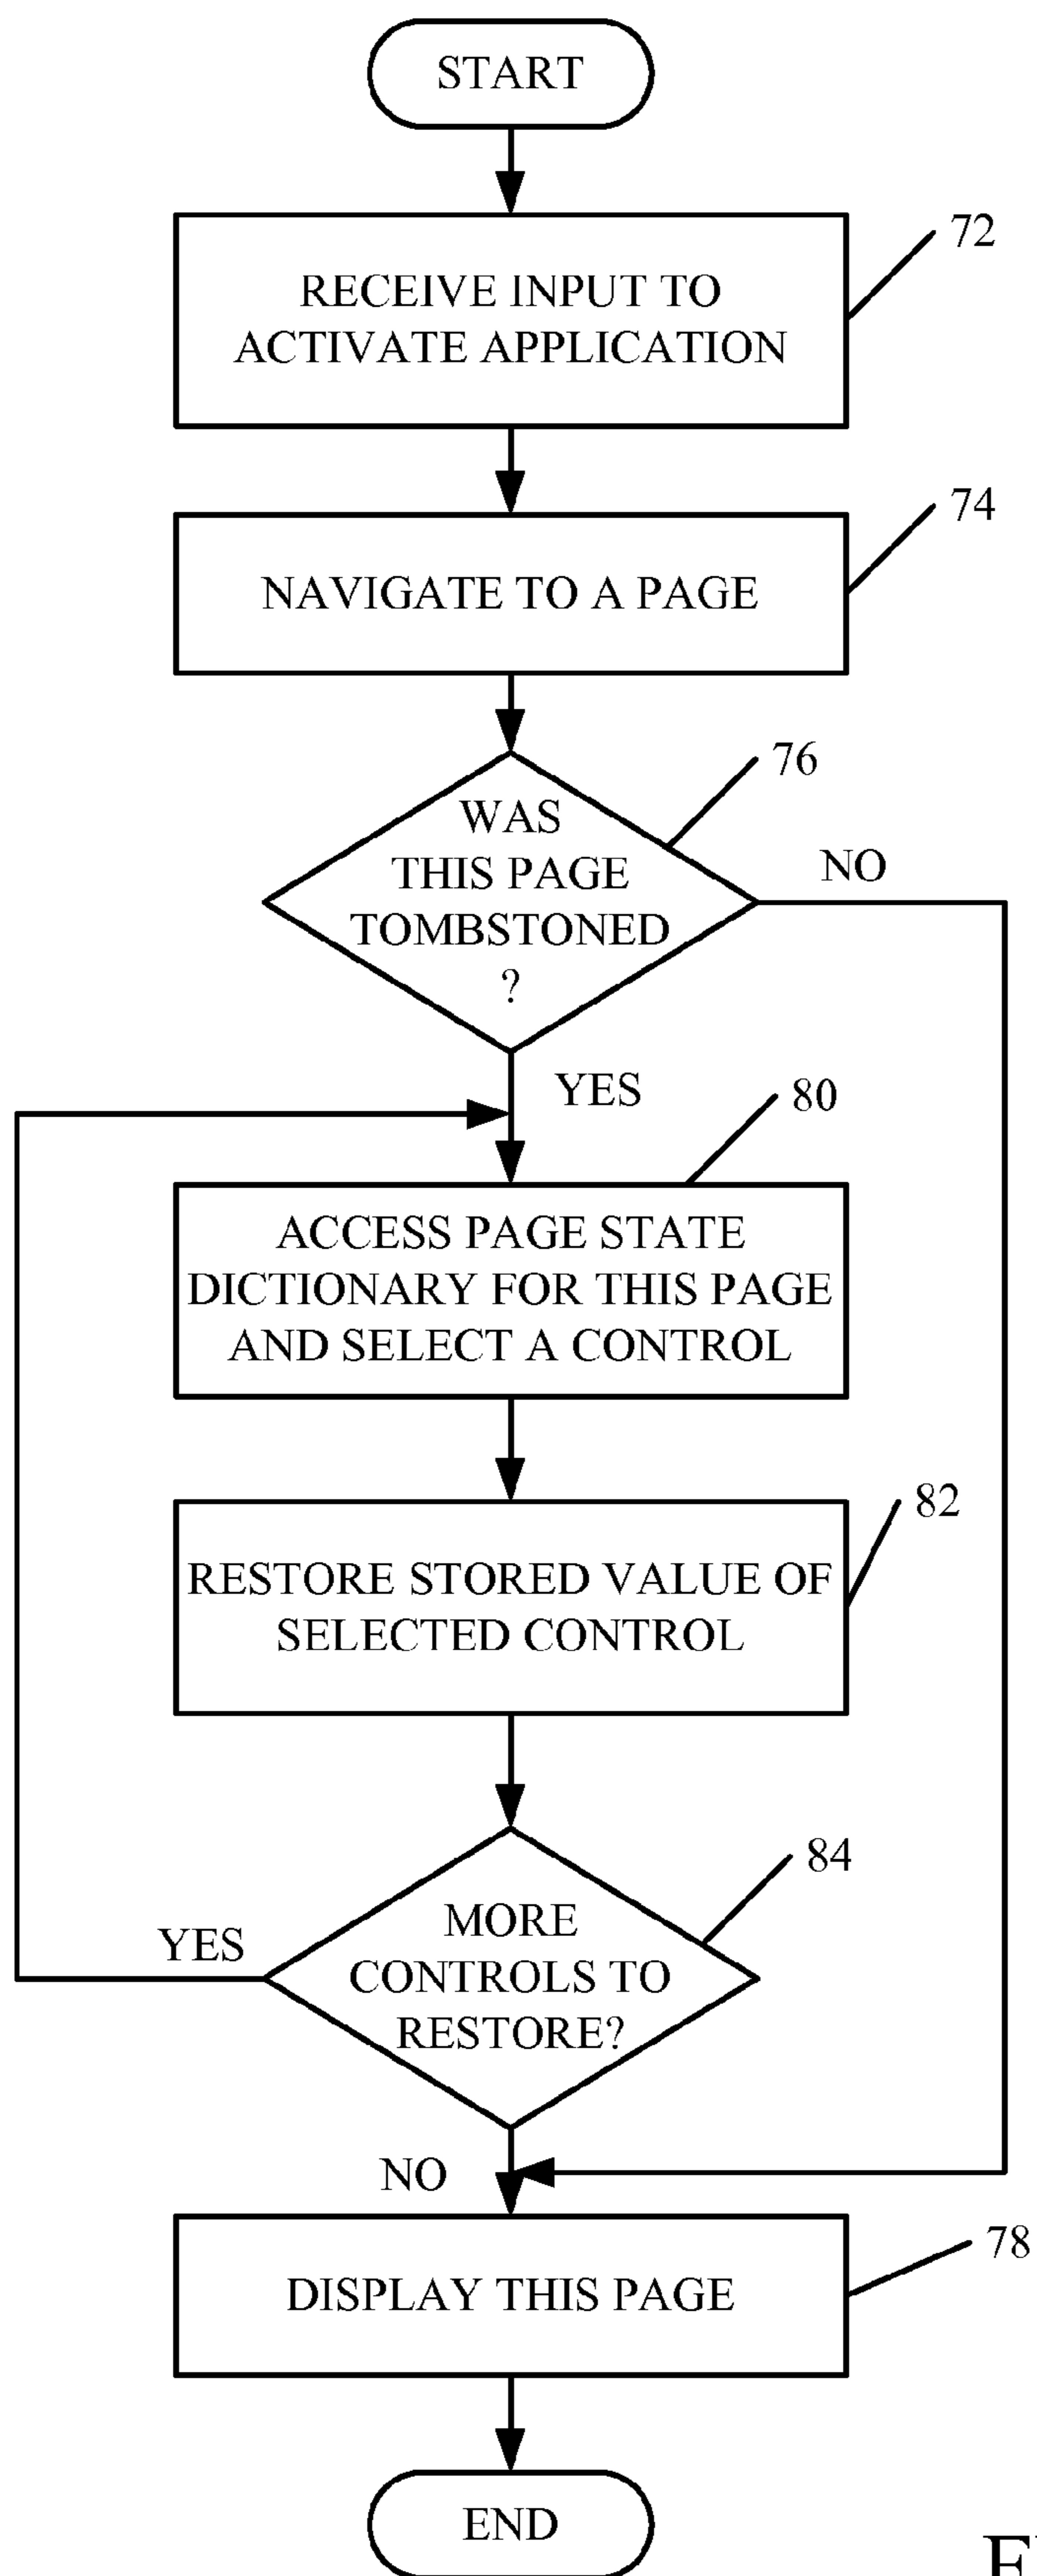 START
72
RECEIVE INPUT TO
ACTIVATE APPLICATION
74
NAVIGATE TO A PAGE
76
WAS
THIS PAGE
TOMBSTONED
?
NO
YES
80
ACCESS PAGE STATE
DICTIONARY FOR THIS PAGE
AND SELECT A CONTROL
82
RESTORE STORED VALUE OF
SELECTED CONTROL
84
MORE
CONTROLS TO
RESTORE?
YES
NO
78
DISPLAY THIS PAGE
END